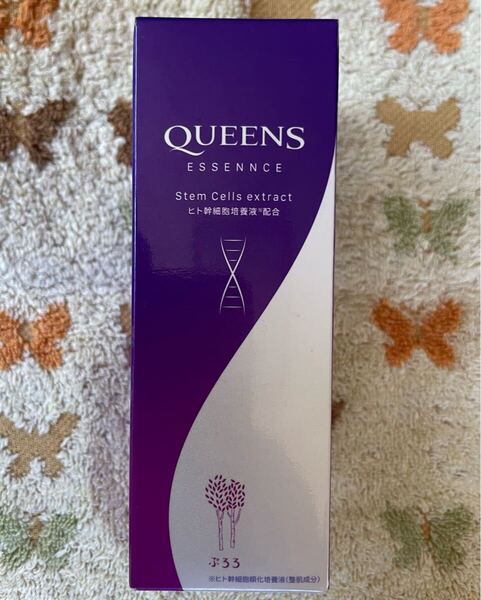 QUEENS
ESSENNCE
Stem Cells extract
ヒト幹細胞培養液※配合
ぷろろ
※ヒト幹細胞順化培養液(整肌成分)